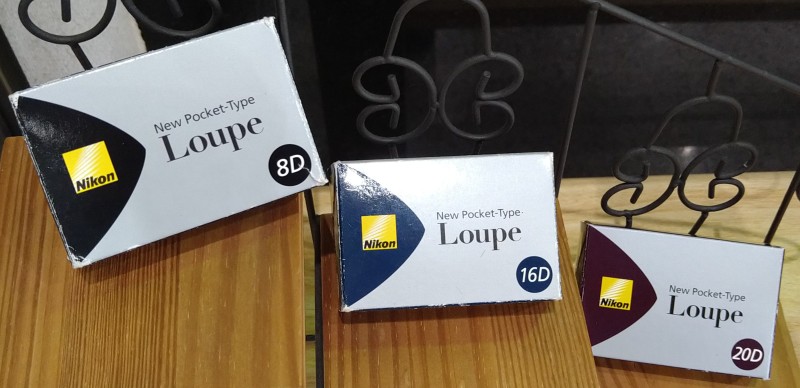 New Pocket-Type
Loupe
8D
Nikon
New Pocket-Type
Loupe
16D
Nikon
New Pocket-Type
Loupe
20D
Nikon